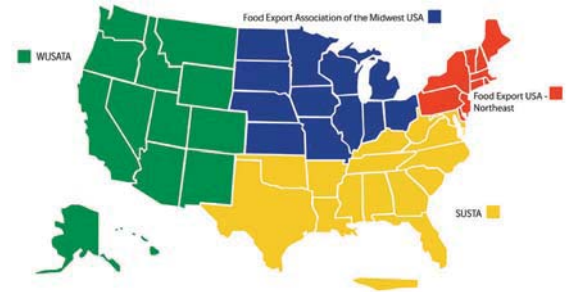 Food Export Association of the Midwest USA
WUSATA
Food Export USA -
Northeast
SUSTA